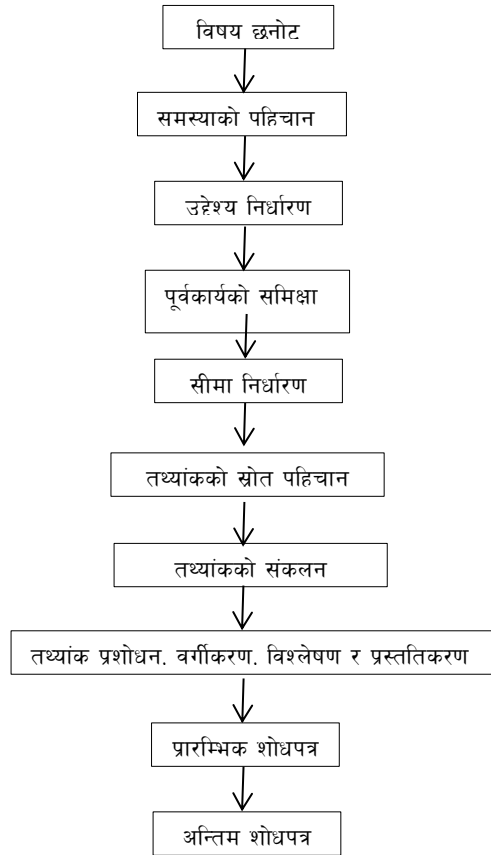 विषय छनोट
समस्याको पहिचान
उद्देश्य निर्धारण
पूर्वकार्यको समिक्षा
सीमा निर्धारण
तथ्यांकको स्रोत पहिचान
तथ्यांकको संकलन
तथ्यांक प्रशोधन. वर्गीकरण. विश्लेषण र प्रस्ततिकरण
प्रारम्भिक शोधपत्र
अन्तिम शोधपत्र